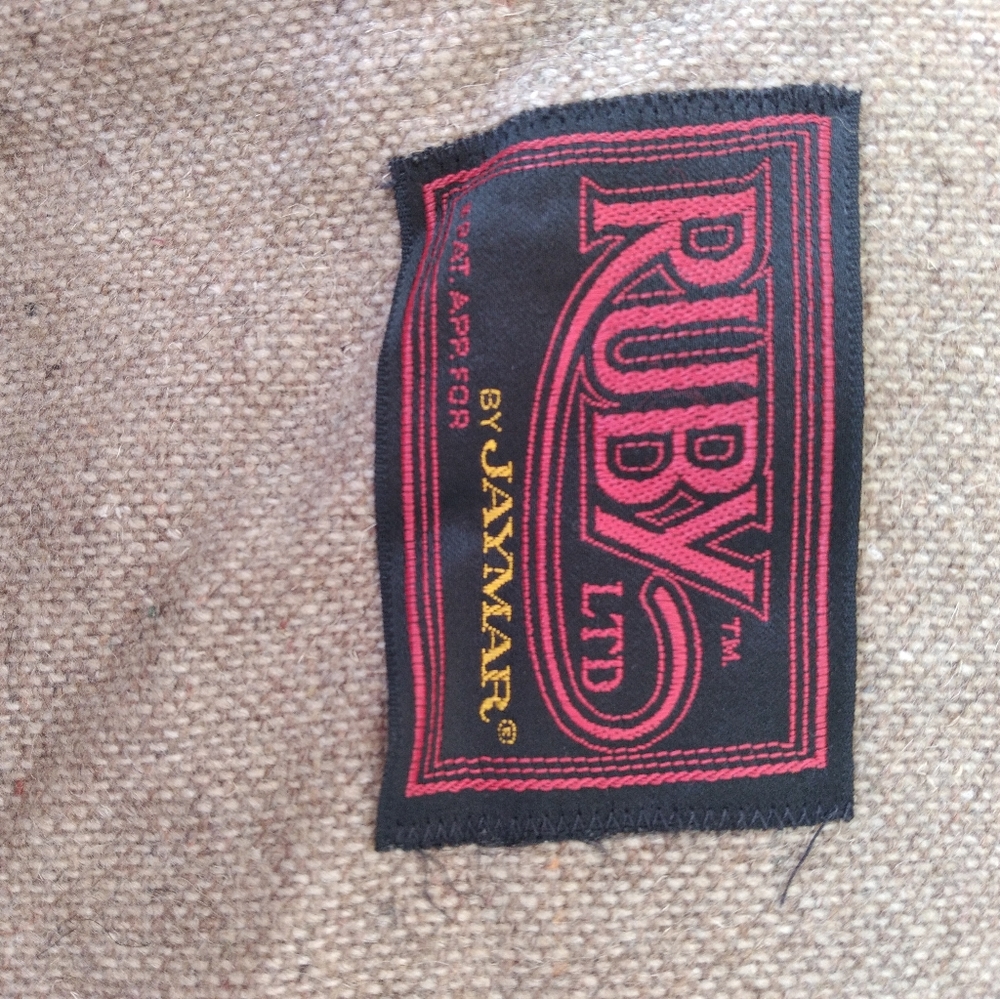 RUBY™
LTD
BY JAYMAR®
PAT. APP. FOR